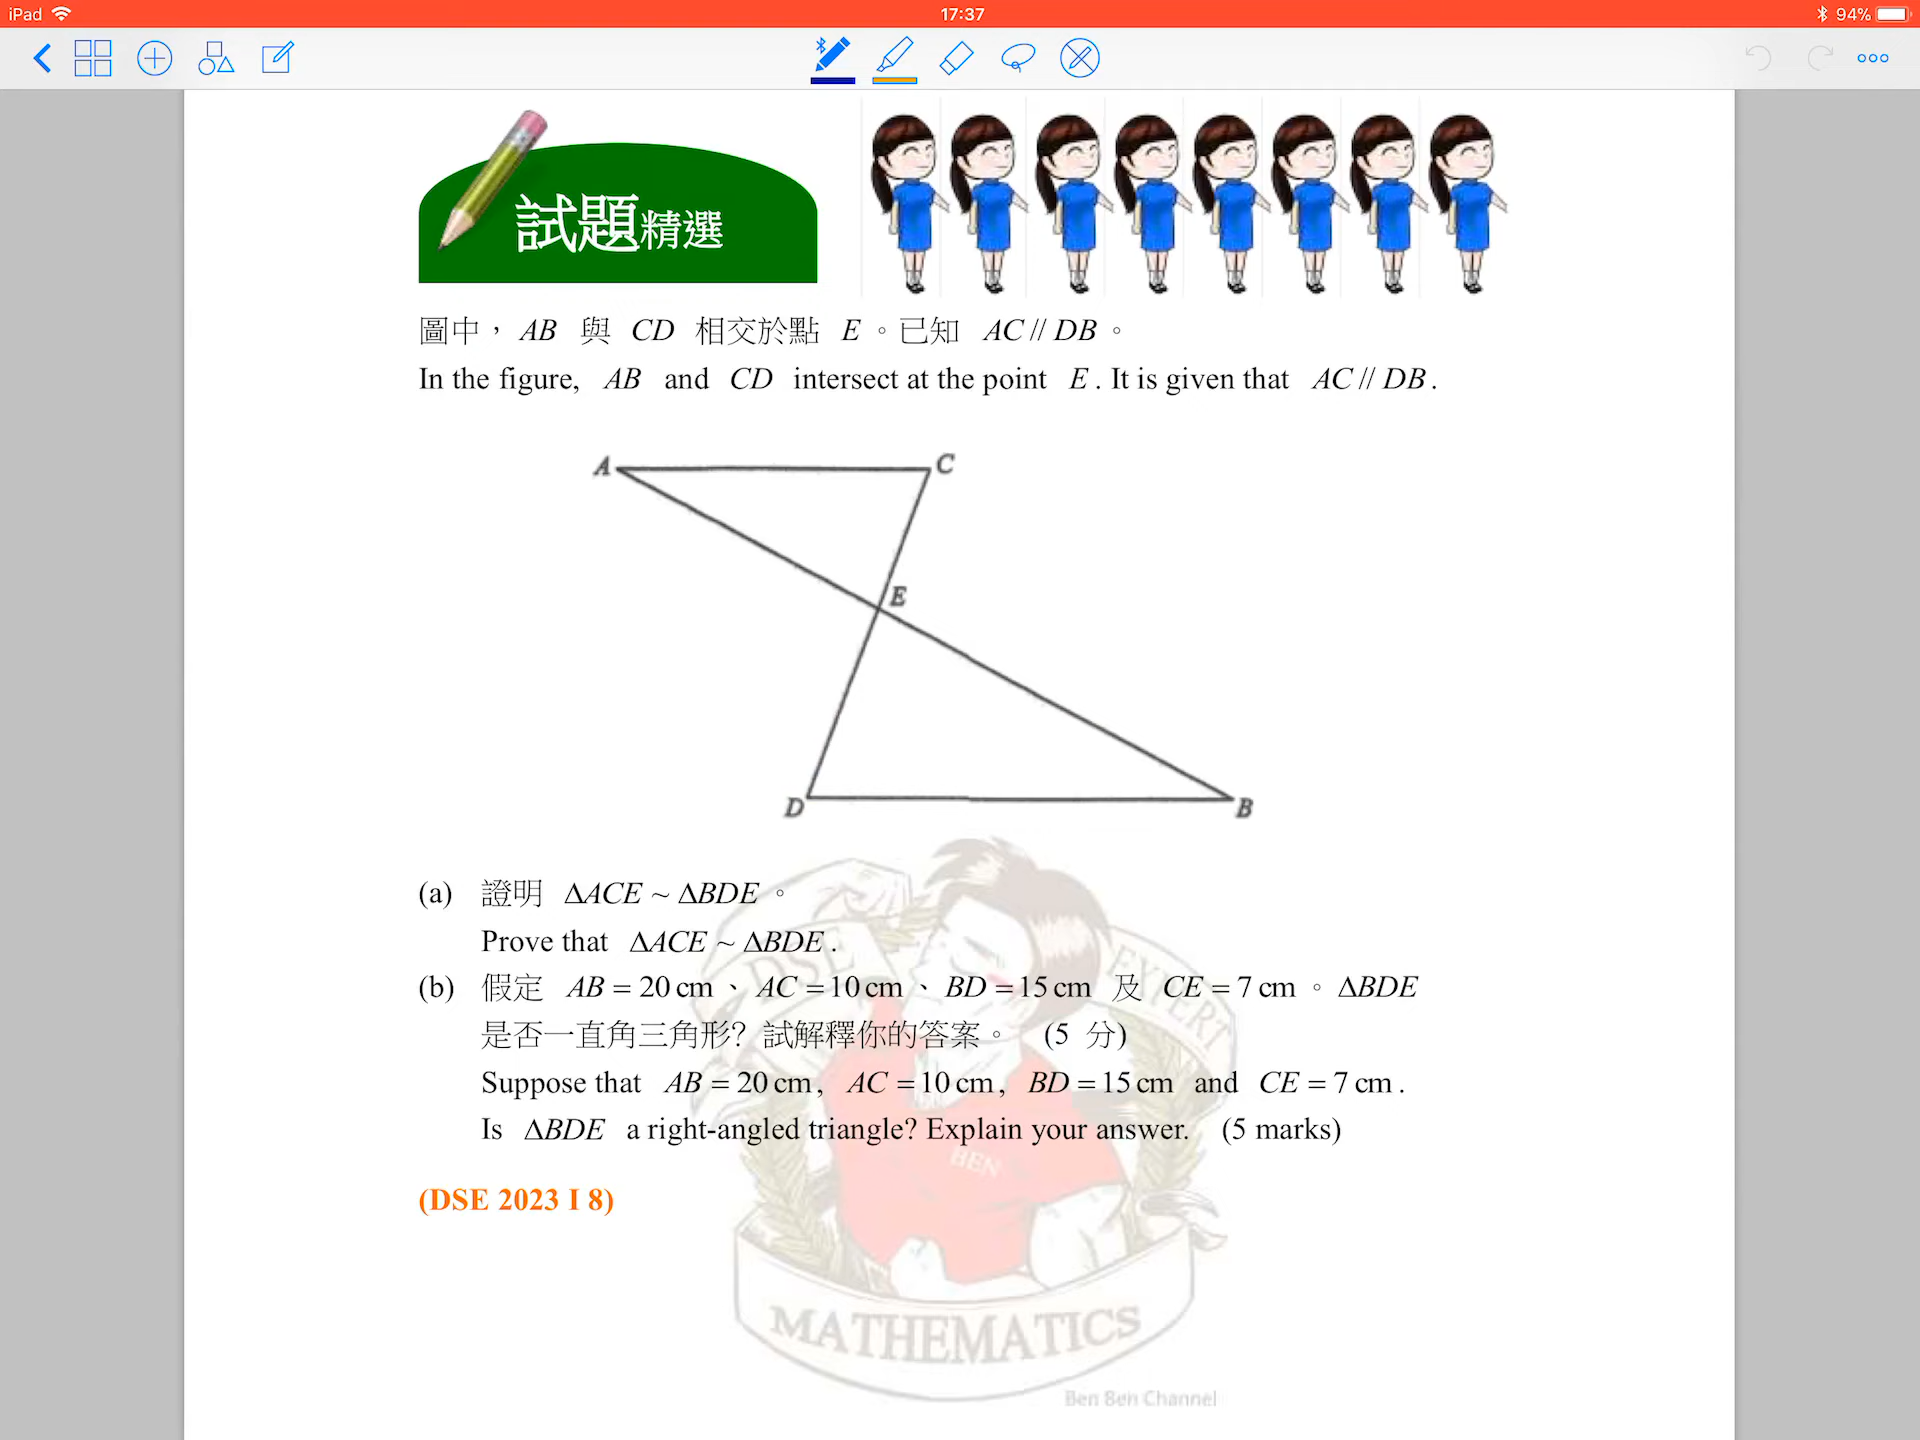 iPad
17:37
94%
試題精選
圖中，AB 與 CD 相交於點 E。已知 AC // DB。
In the figure, AB and CD intersect at the point E. It is given that AC // DB.
A
C
E
D
B
(a) 證明 ΔACE ~ ΔBDE。
Prove that ΔACE ~ ΔBDE.
(b) 假定 AB = 20 cm、AC = 10 cm、BD = 15 cm 及 CE = 7 cm。ΔBDE
是否一直角三角形？試解釋你的答案。 (5 分)
Suppose that AB = 20 cm, AC = 10 cm, BD = 15 cm and CE = 7 cm.
Is ΔBDE a right-angled triangle? Explain your answer. (5 marks)
(DSE 2023 I 8)
DSE
EXPERT
BEN
MATHEMATICS
Ben Ben Channel